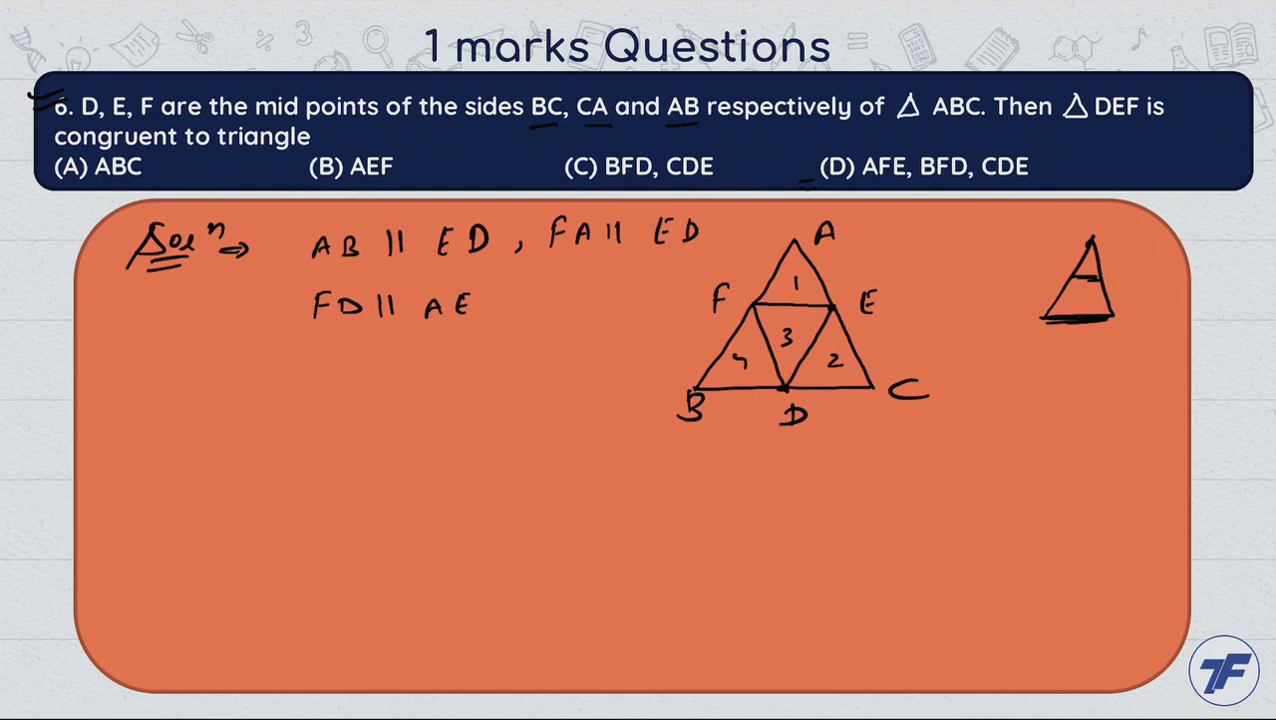 1 marks Questions
6. D, E, F are the mid points of the sides BC, CA and AB respectively of △ ABC. Then △ DEF is
congruent to triangle
(A) ABC (B) AEF (C) BFD, CDE (D) AFE, BFD, CDE
Solⁿ ⇒ AB || ED, FA || ED
FD || AE
A
1
F E
3
4 2
B D C
7F